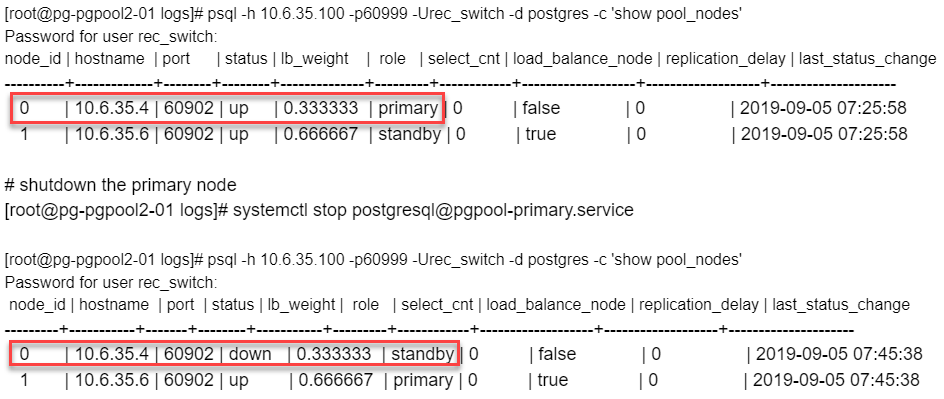 [root@pg-pgpool2-01 logs]# psql -h 10.6.35.100 -p60999 -Urec_switch -d postgres -c 'show pool_nodes'
Password for user rec_switch:
node_id | hostname | port | status | lb_weight | role | select_cnt | load_balance_node | replication_delay | last_status_change
---------+------------+-------+--------+-----------+---------+------------+-------------------+-------------------+---------------------
0 | 10.6.35.4 | 60902 | up | 0.333333 | primary | 0 | false | 0 | 2019-09-05 07:25:58
1 | 10.6.35.6 | 60902 | up | 0.666667 | standby | 0 | true | 0 | 2019-09-05 07:25:58
# shutdown the primary node
[root@pg-pgpool2-01 logs]# systemctl stop postgresql@pgpool-primary.service
[root@pg-pgpool2-01 logs]# psql -h 10.6.35.100 -p60999 -Urec_switch -d postgres -c 'show pool_nodes'
Password for user rec_switch:
node_id | hostname | port | status | lb_weight | role | select_cnt | load_balance_node | replication_delay | last_status_change
---------+-----------+-------+--------+-----------+---------+------------+-------------------+-------------------+---------------------
0 | 10.6.35.4 | 60902 | down | 0.333333 | standby | 0 | false | 0 | 2019-09-05 07:45:38
1 | 10.6.35.6 | 60902 | up | 0.666667 | primary | 0 | true | 0 | 2019-09-05 07:45:38